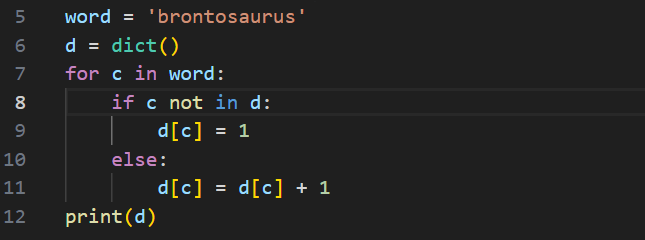 5 word = 'brontosaurus'
6 d = dict()
7 for c in word:
8     if c not in d:
9         d[c] = 1
10     else:
11         d[c] = d[c] + 1
12 print(d)